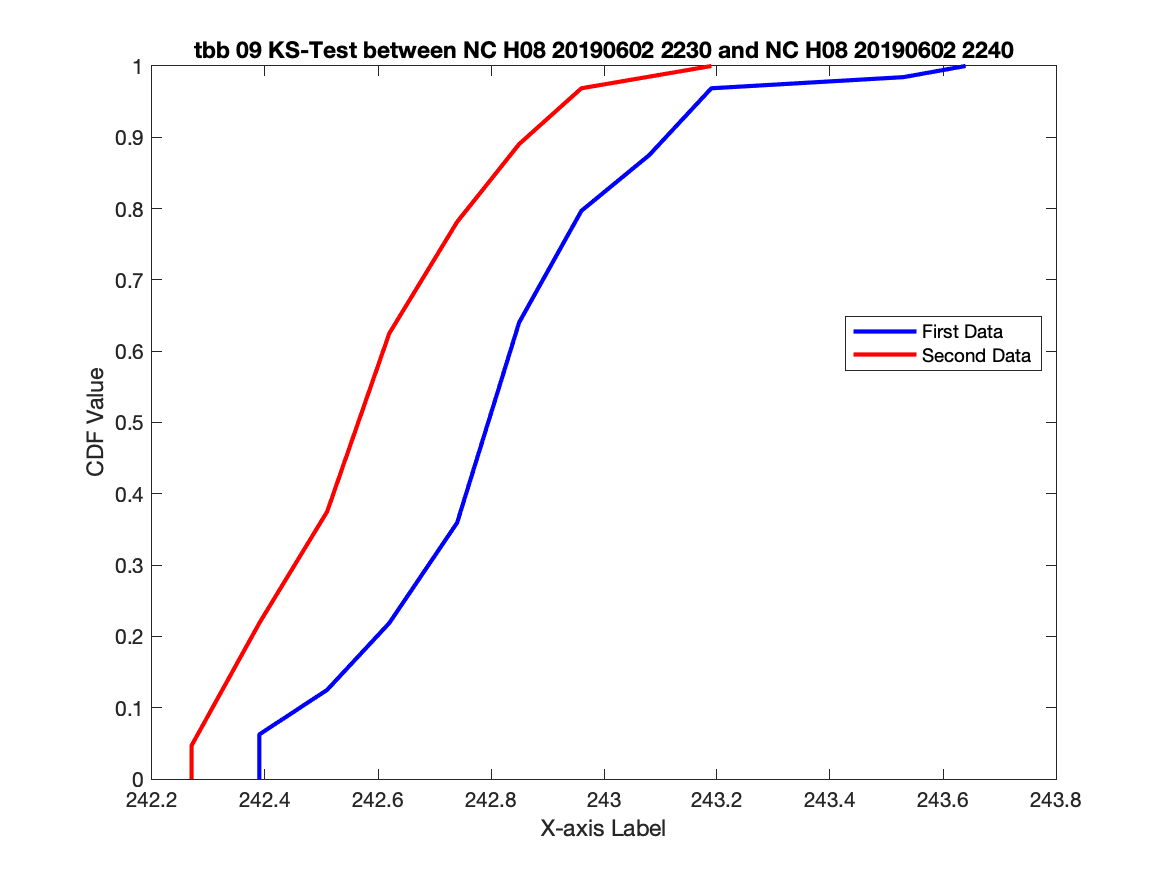 tbb 09 KS-Test between NC H08 20190602 2230 and NC H08 20190602 2240
1
0.9
0.8
0.7
0.6
0.5
0.4
0.3
0.2
0.1
0
CDF Value
First Data
Second Data
242.2 242.4 242.6 242.8 243 243.2 243.4 243.6 243.8
X-axis Label